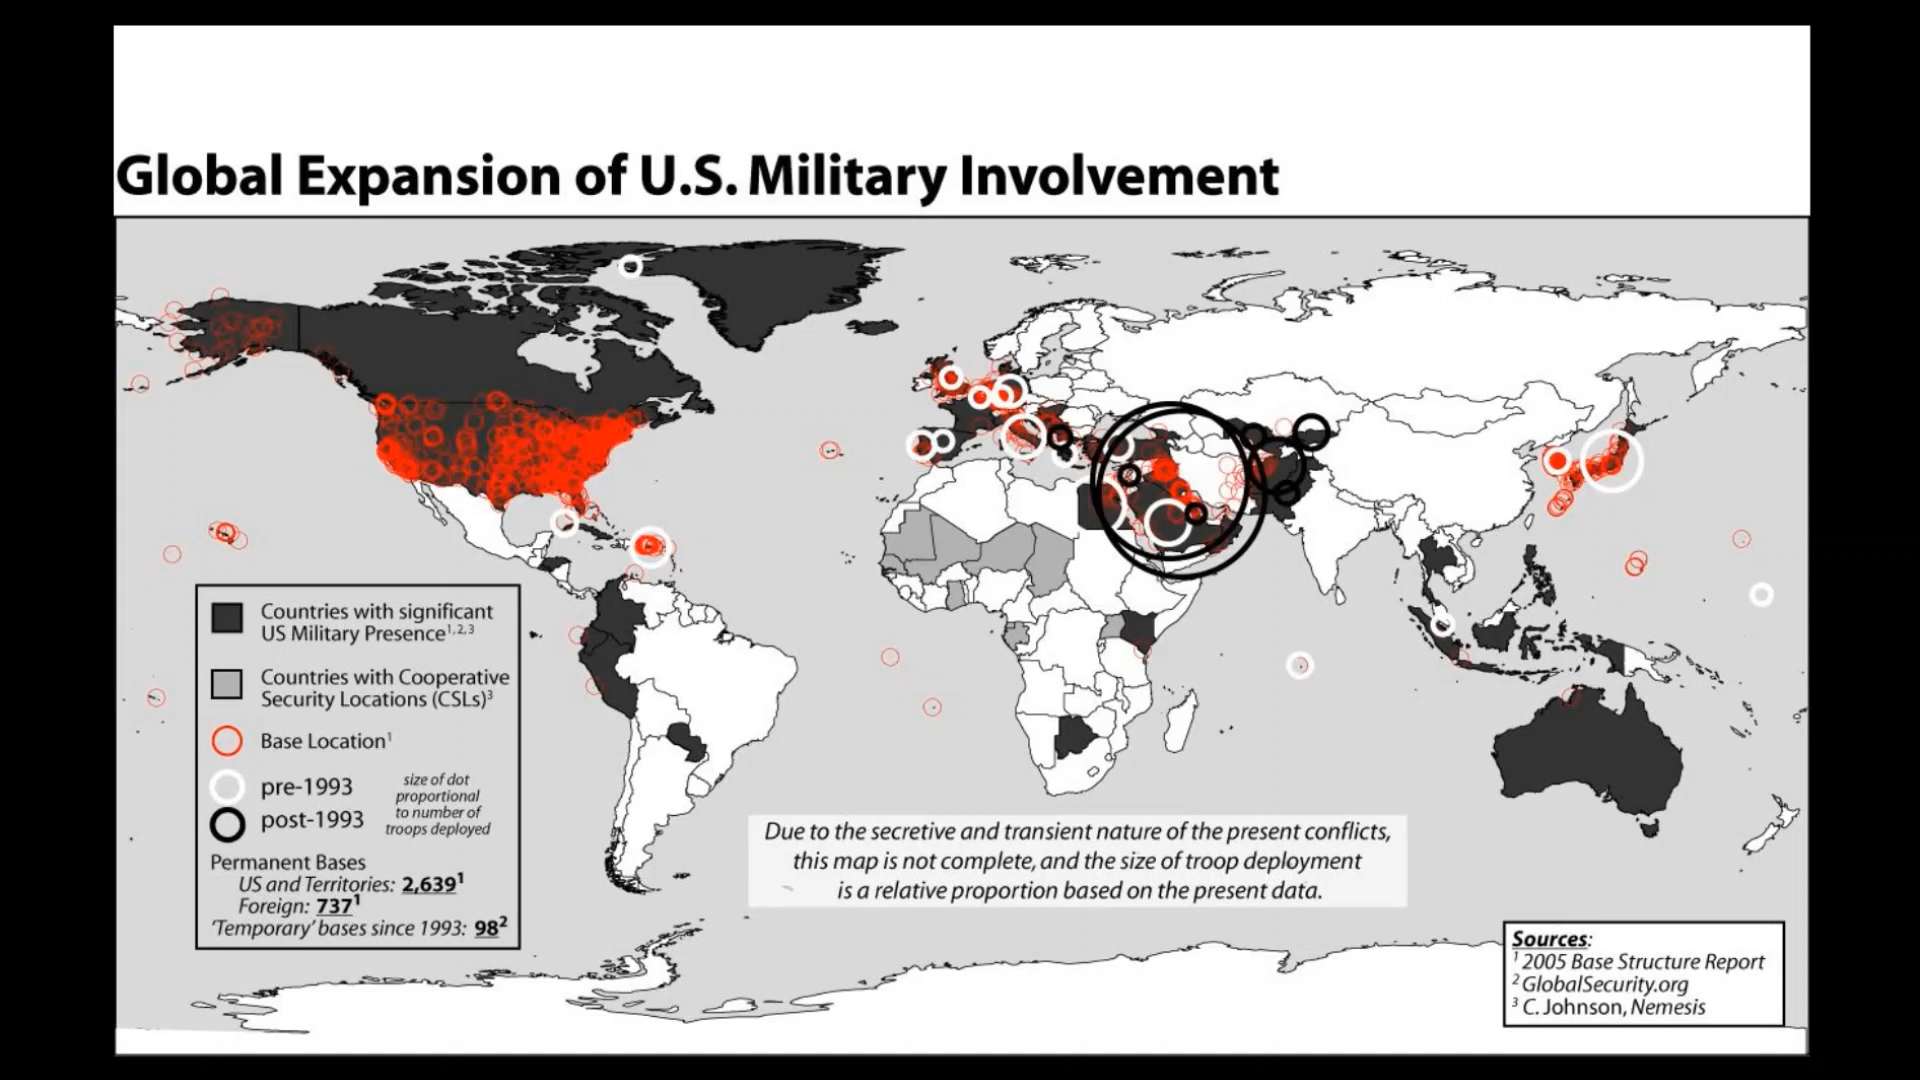 Global Expansion of U.S. Military Involvement
Countries with significant
US Military Presence1,2,3
Countries with Cooperative
Security Locations (CSLs)3
Base Location1
pre-1993
post-1993
size of dot
proportional
to number of
troops deployed
Permanent Bases
US and Territories: 2,6391
Foreign: 7371
'Temporary' bases since 1993: 982
Due to the secretive and transient nature of the present conflicts,
this map is not complete, and the size of troop deployment
is a relative proportion based on the present data.
Sources:
1 2005 Base Structure Report
2 GlobalSecurity.org
3 C. Johnson, Nemesis